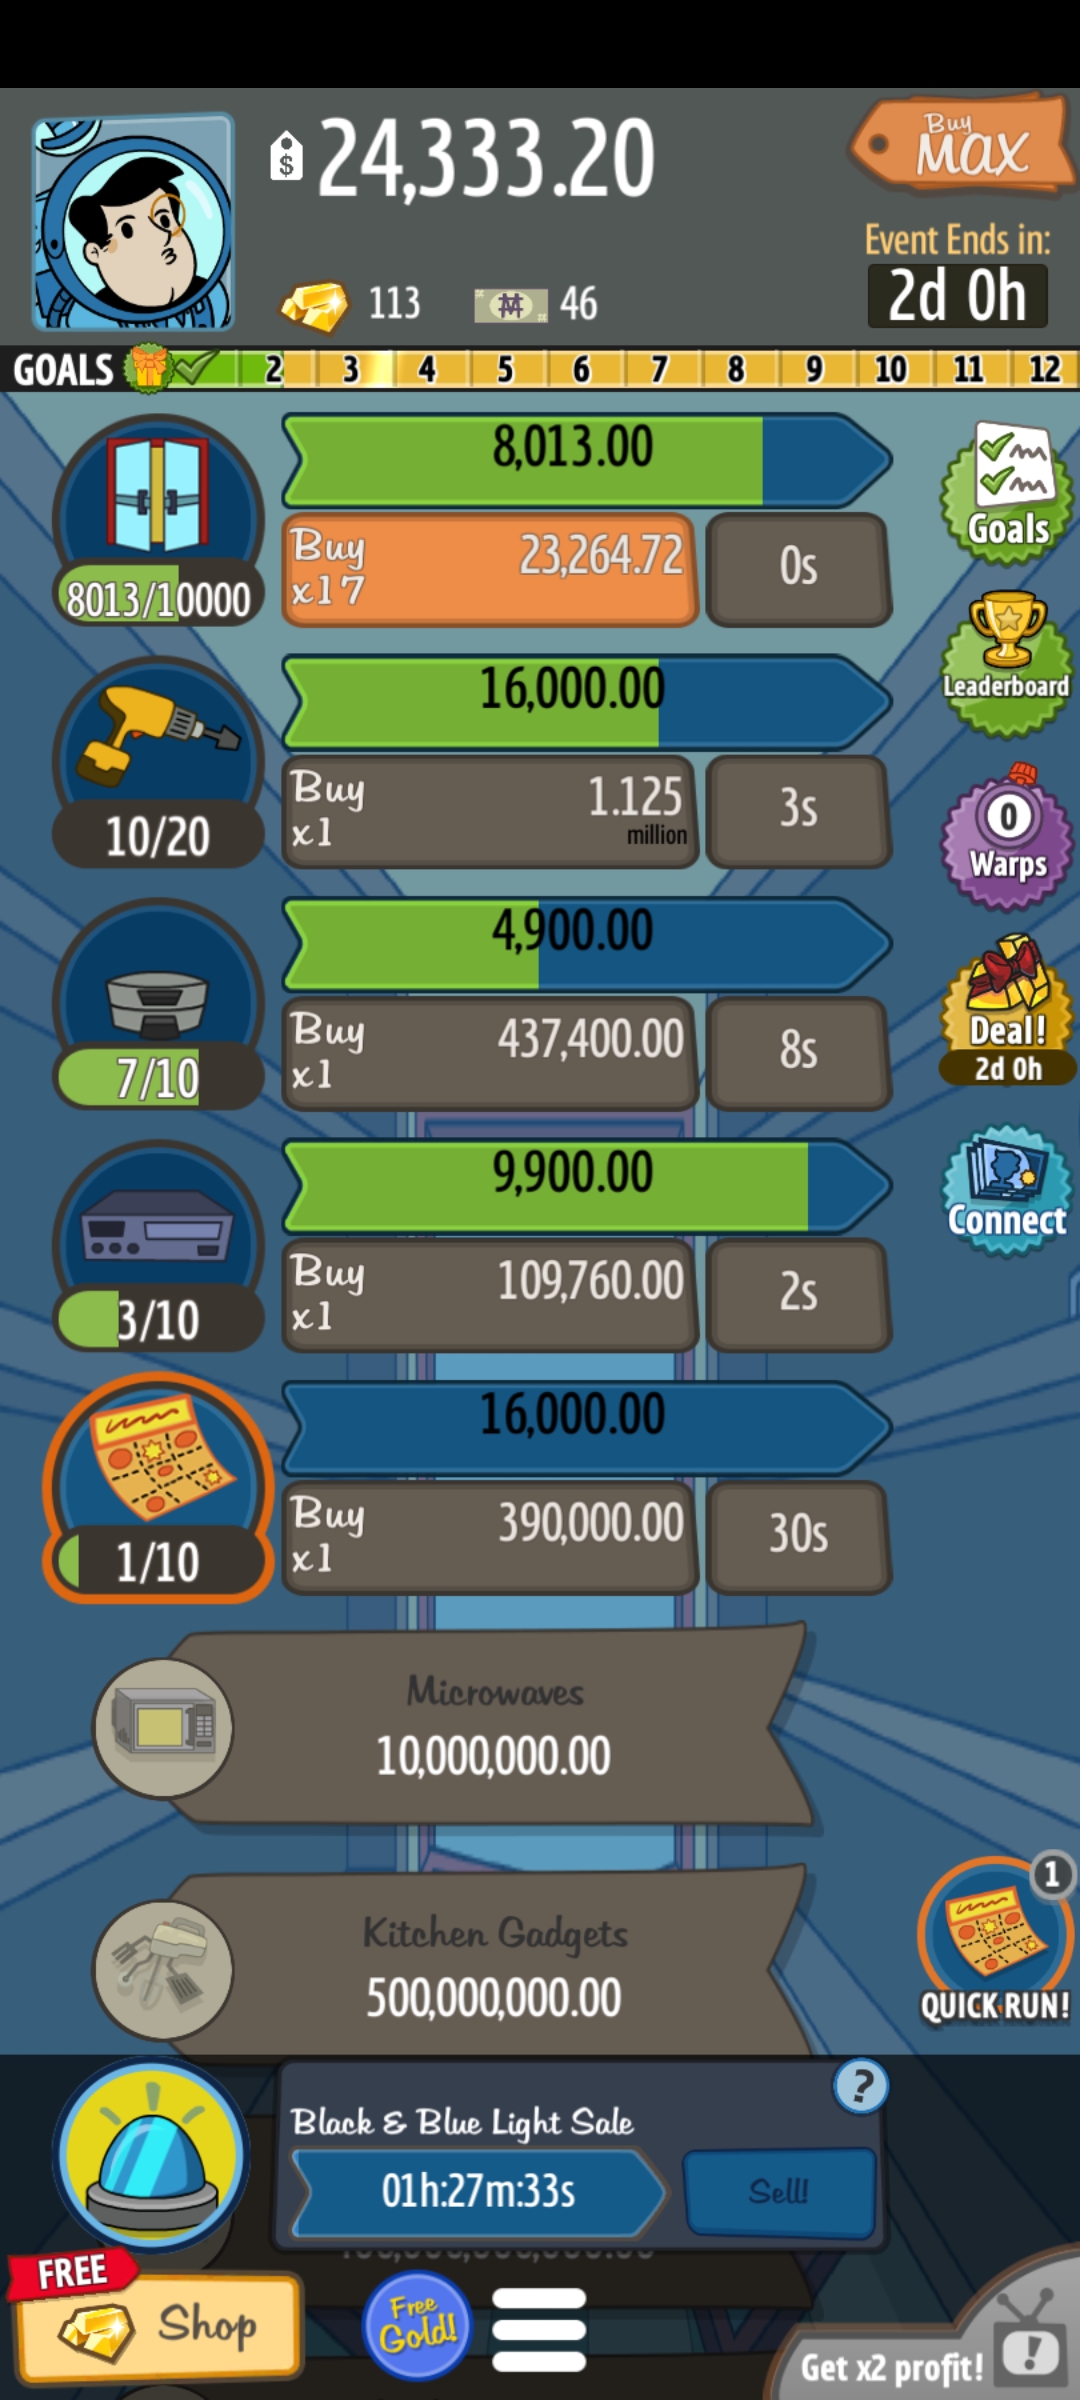 $ 24,333.20
Buy
MAX
Event Ends in:
2d 0h
113
46
GOALS 2 3 4 5 6 7 8 9 10 11 12
8,013.00
Buy
x17
23,264.72
0s
8013/10000
Goals
Leaderboard
16,000.00
Buy
x1
1.125
million
3s
10/20
0
Warps
4,900.00
Buy
x1
437,400.00
8s
7/10
Deal!
2d 0h
9,900.00
Buy
x1
109,760.00
2s
3/10
Connect
16,000.00
Buy
x1
390,000.00
30s
1/10
Microwaves
10,000,000.00
Kitchen Gadgets
500,000,000.00
1
QUICK RUN!
Black & Blue Light Sale
?
01h:27m:33s
Sell!
FREE
Shop
Free
Gold!
Get x2 profit!